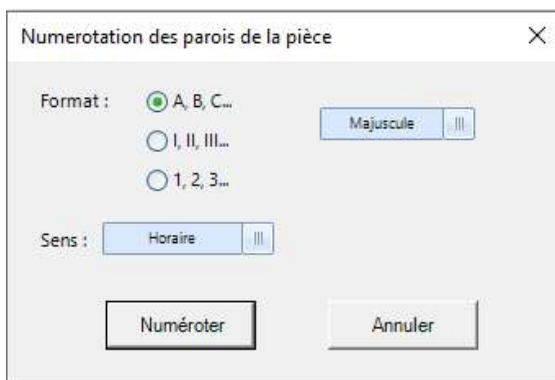 Numerotation des parois de la pièce
Format : A, B, C...
Majuscule
I, II, III...
1, 2, 3...
Sens : Horaire
Numéroter Annuler